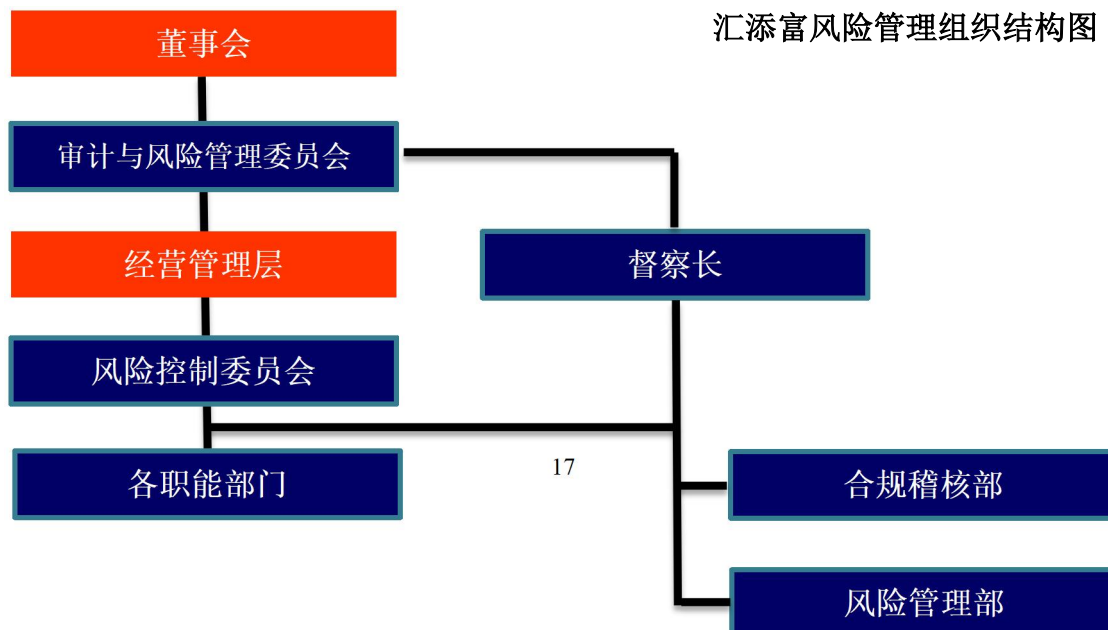 汇添富风险管理组织结构图
董事会
审计与风险管理委员会
经营管理层
督察长
风险控制委员会
各职能部门
17
合规稽核部
风险管理部